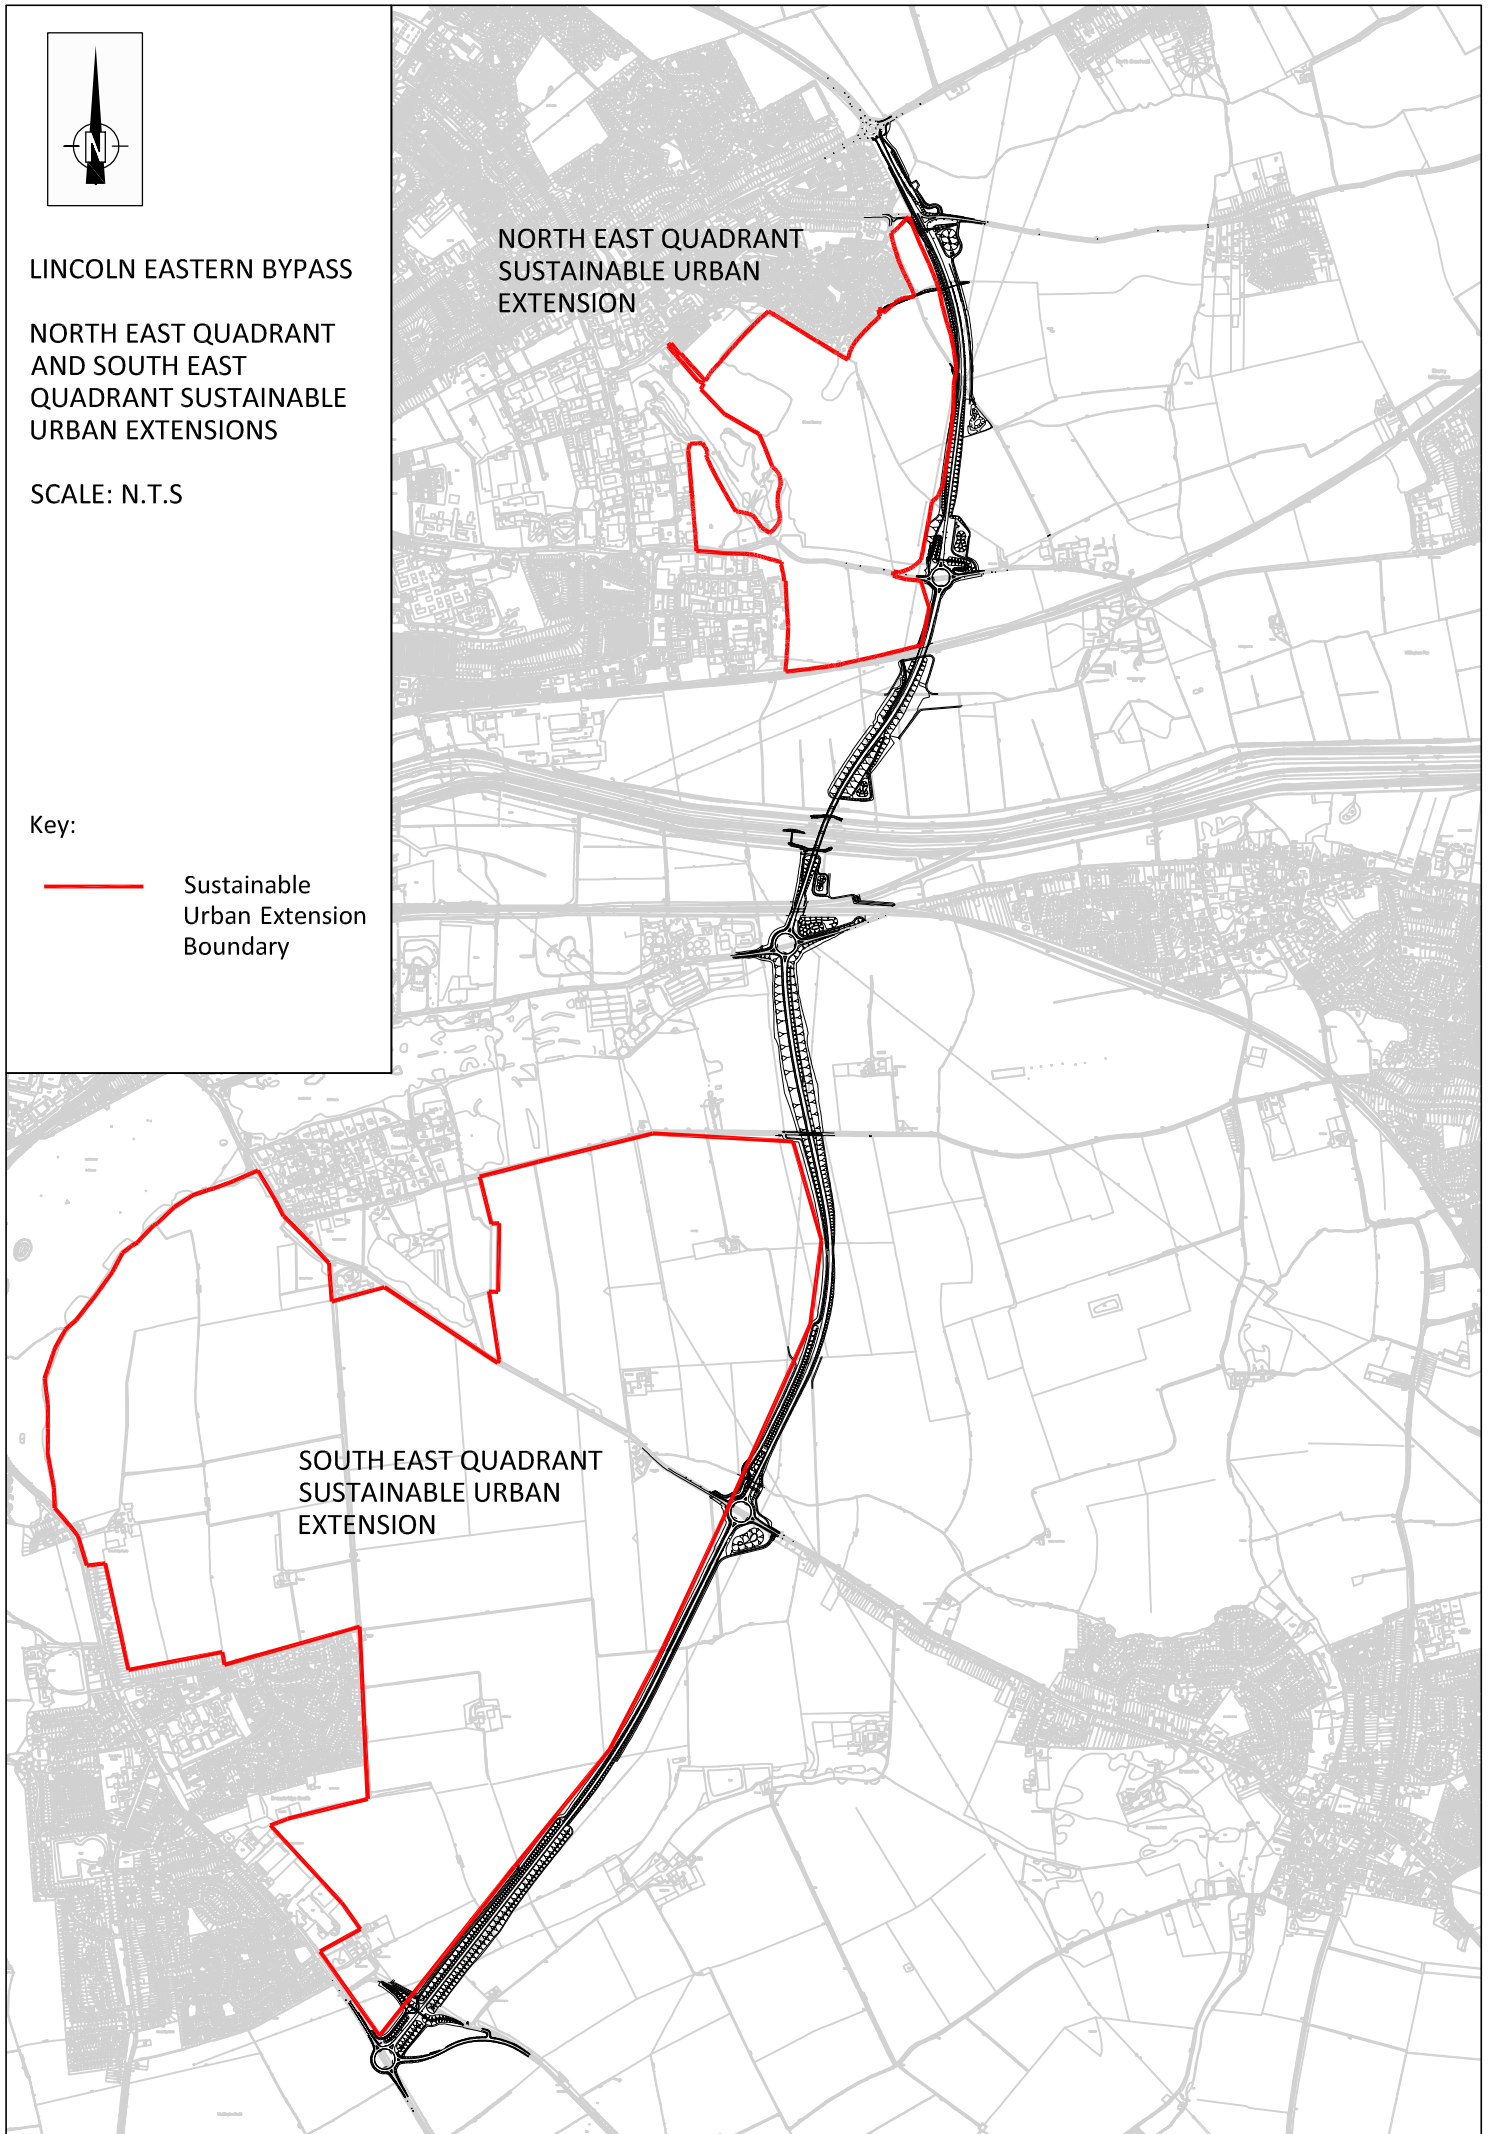 N
LINCOLN EASTERN BYPASS
NORTH EAST QUADRANT
AND SOUTH EAST
QUADRANT SUSTAINABLE
URBAN EXTENSIONS
SCALE: N.T.S
Key:
Sustainable
Urban Extension
Boundary
NORTH EAST QUADRANT
SUSTAINABLE URBAN
EXTENSION
SOUTH EAST QUADRANT
SUSTAINABLE URBAN
EXTENSION